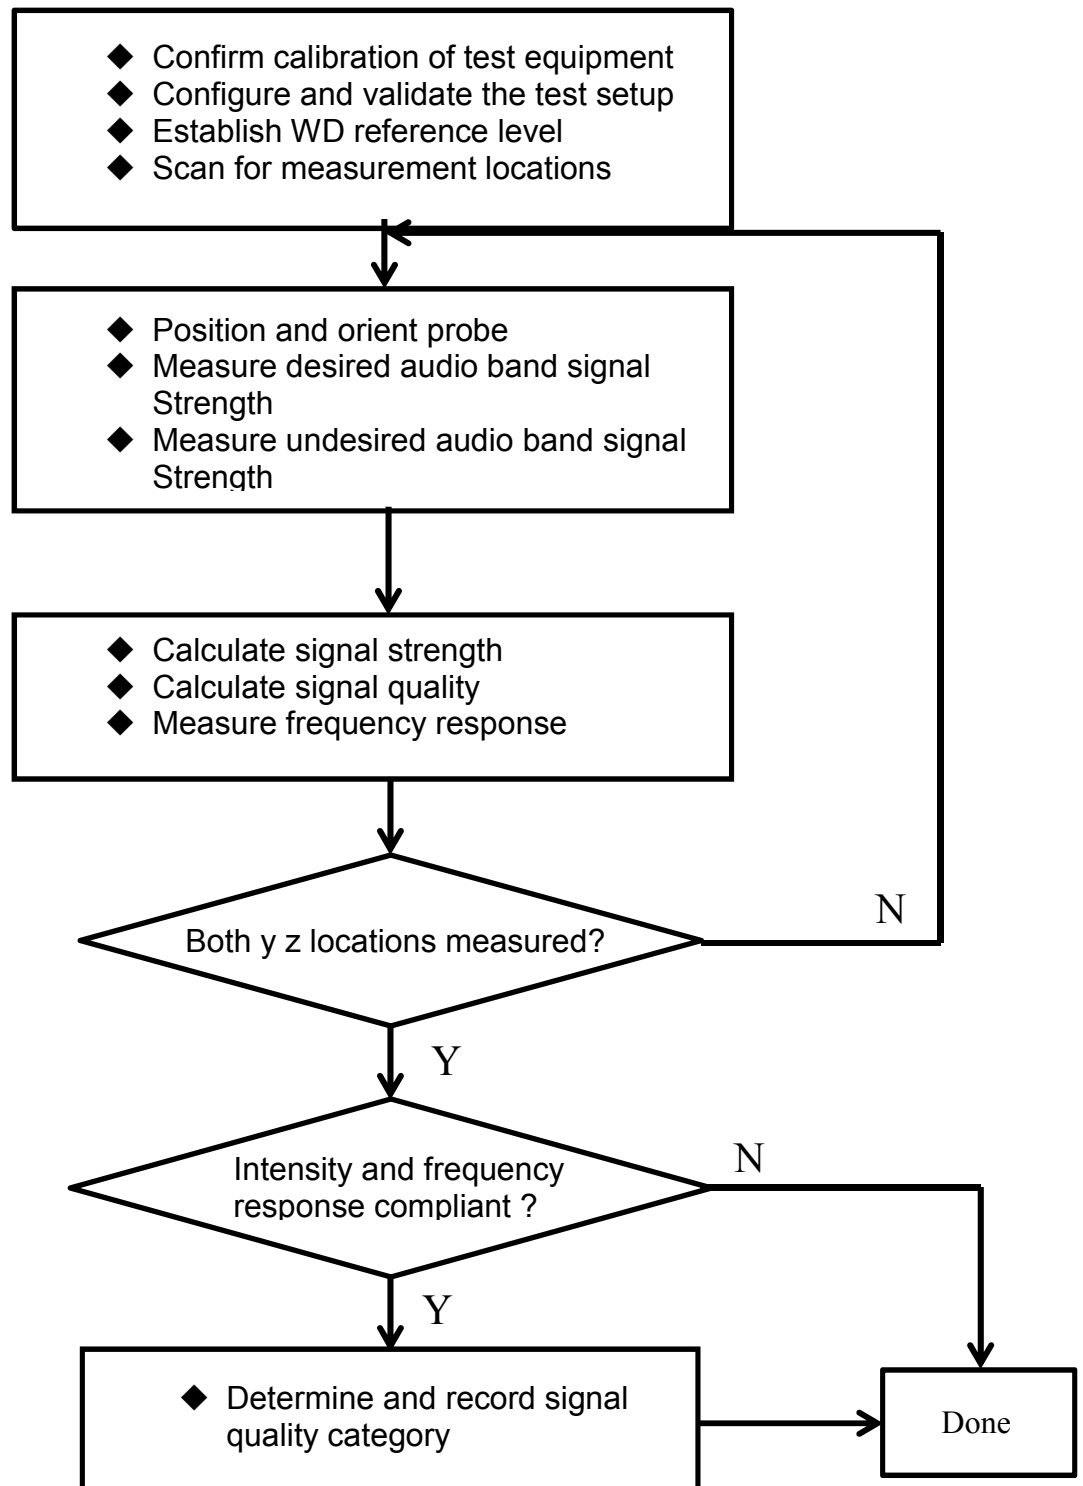 ◆ Confirm calibration of test equipment
◆ Configure and validate the test setup
◆ Establish WD reference level
◆ Scan for measurement locations
◆ Position and orient probe
◆ Measure desired audio band signal
Strength
◆ Measure undesired audio band signal
Strength
◆ Calculate signal strength
◆ Calculate signal quality
◆ Measure frequency response
Both y z locations measured?
N
Y
Intensity and frequency
response compliant ?
N
Y
◆ Determine and record signal
quality category
Done